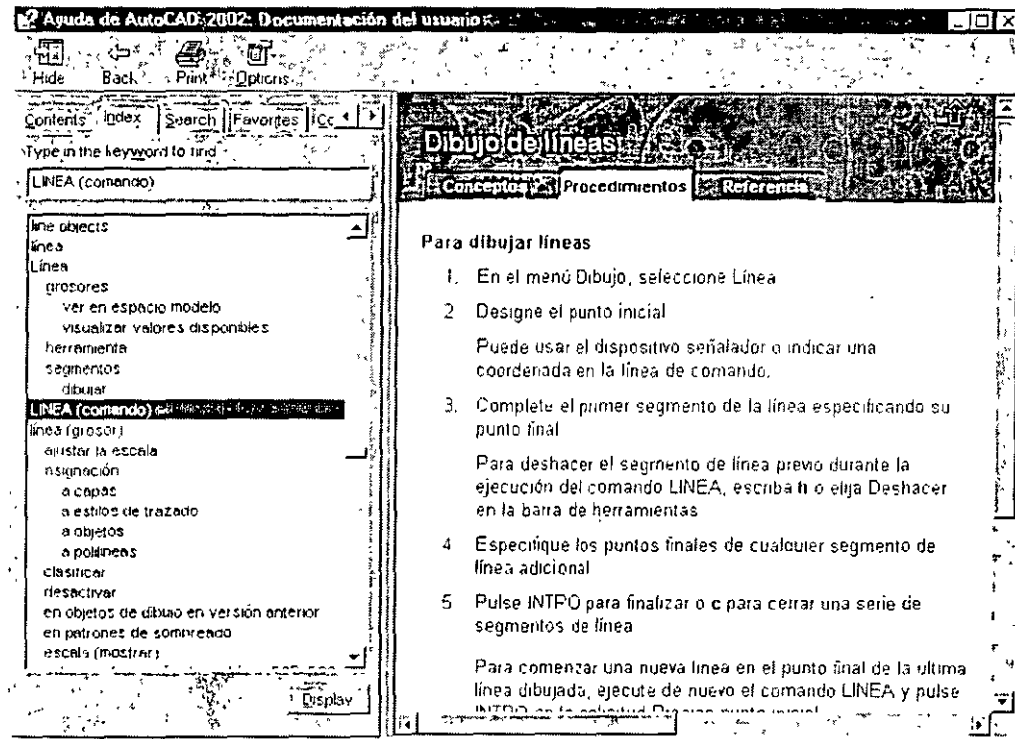 Ayuda de AutoCAD 2002: Documentación del usuario
Hide Back Print Options
Contents Index Search Favorites
Type in the keyword to find
LINEA (comando)
line objects
línea
Línea
grosores
ver en espacio modelo
visualizar valores disponibles
herramienta
segmentos
dibujar
LINEA (comando)
línea (grosor)
ajustar la escala
asignación
a capas
a estilos de trazado
a objetos
a polilíneas
clasificar
desactivar
en objetos de dibujo en versión anterior
en patrones de sombreado
escala (mostrar)
Display
Dibujo de líneas
Conceptos Procedimientos Referencia
Para dibujar líneas
1. En el menú Dibujo, seleccione Línea
2 Designe el punto inicial
Puede usar el dispositivo señalador o indicar una
coordenada en la línea de comando.
3. Complete el primer segmento de la línea especificando su
punto final
Para deshacer el segmento de línea previo durante la
ejecución del comando LINEA, escriba h o elija Deshacer
en la barra de herramientas
4 Especifique los puntos finales de cualquier segmento de
línea adicional
5 Pulse INTRO para finalizar o c para cerrar una serie de
segmentos de línea
Para comenzar una nueva línea en el punto final de la ultima
línea dibujada, ejecute de nuevo el comando LINEA y pulse